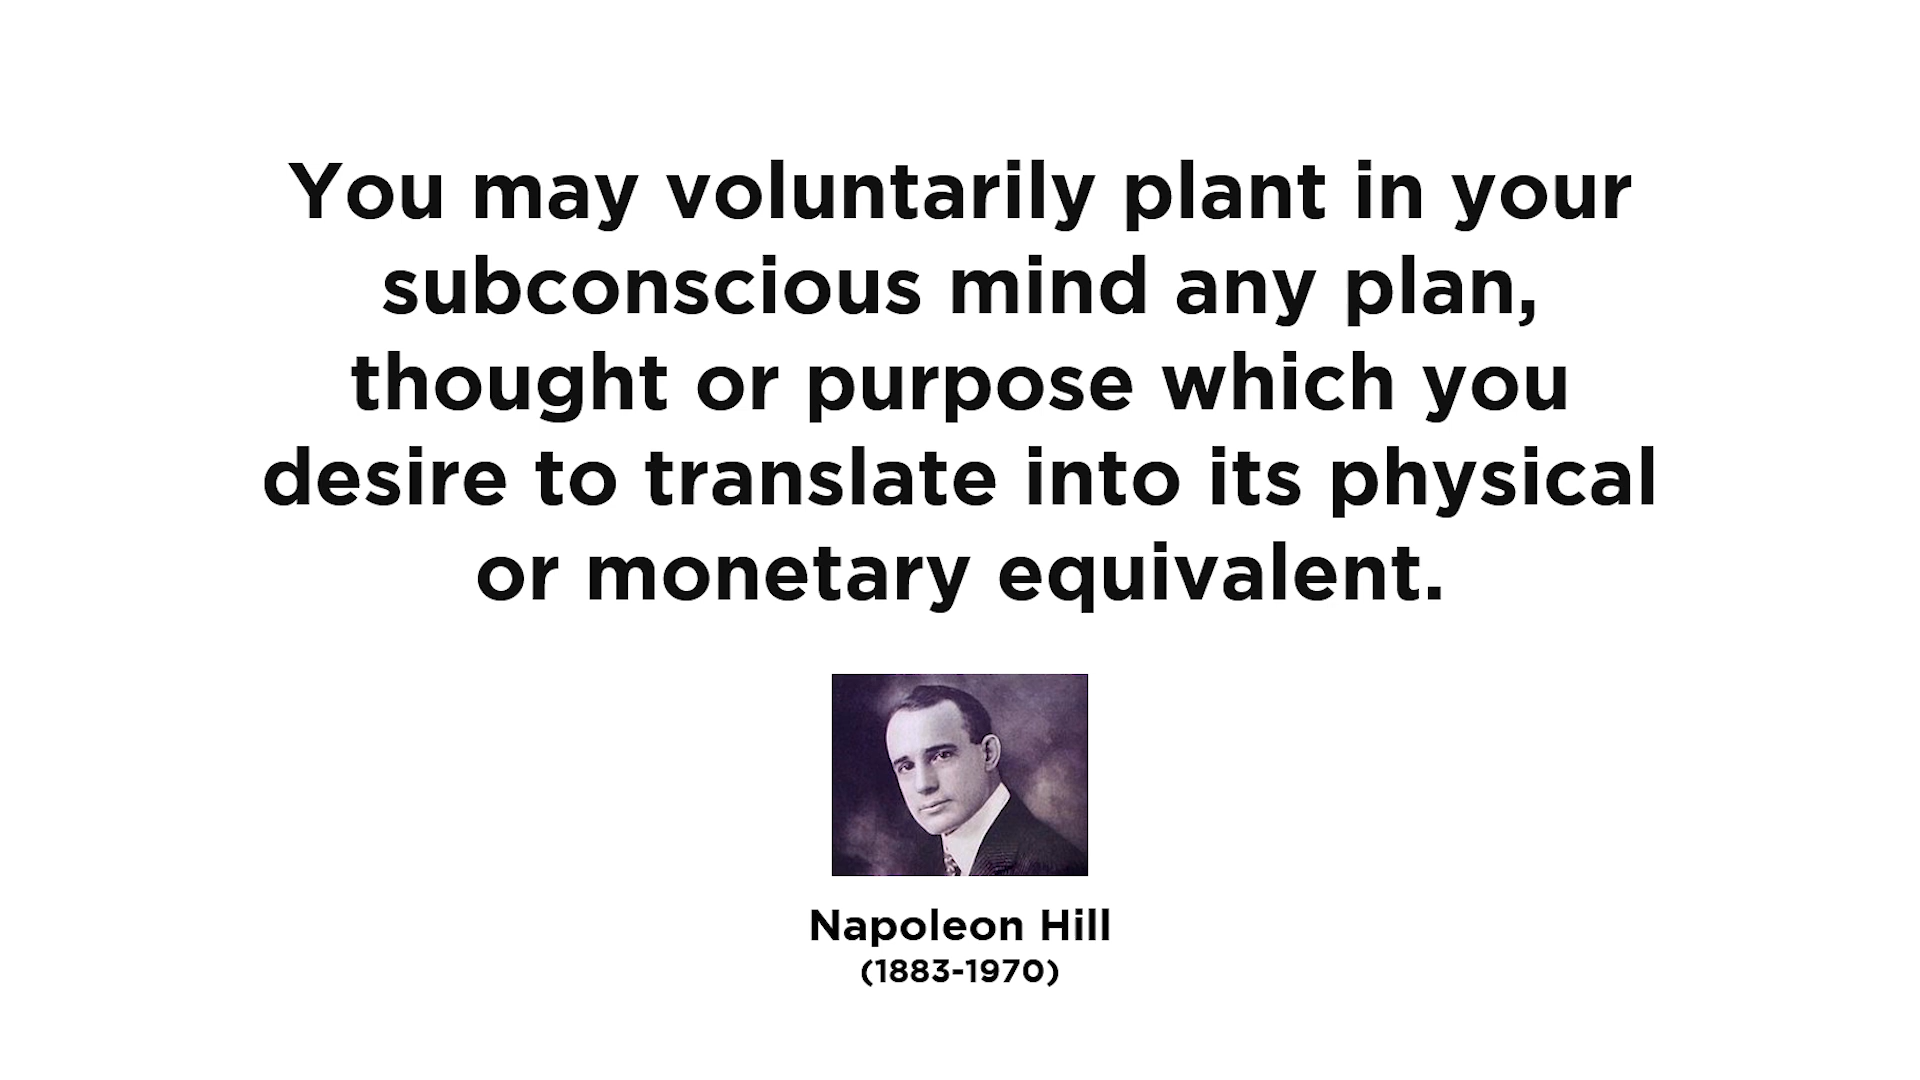 You may voluntarily plant in your
subconscious mind any plan,
thought or purpose which you
desire to translate into its physical
or monetary equivalent.
Napoleon Hill
(1883-1970)